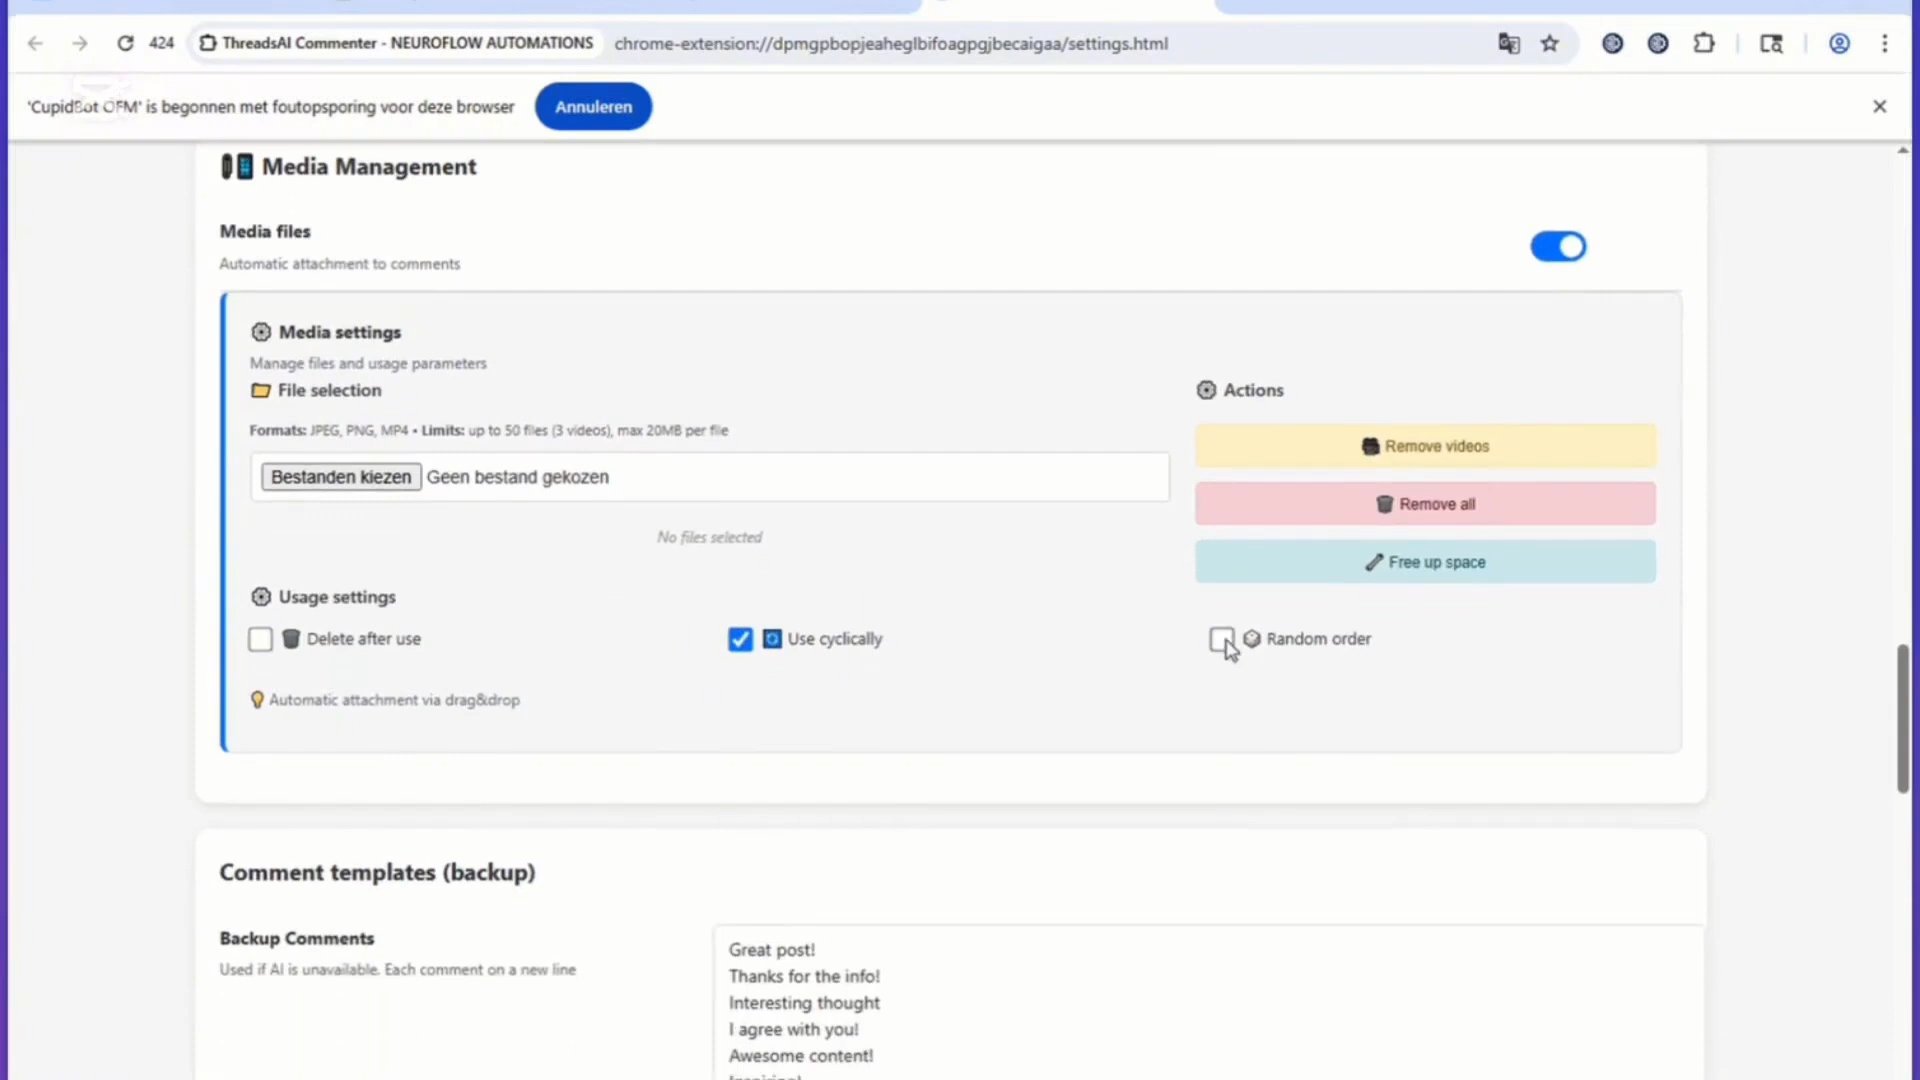 424 ThreadsAI Commenter - NEUROFLOW AUTOMATIONS chrome-extension://dpmgpbopjeaheglbifoagpgjbecaigaa/settings.html
'CupidBot OFM' is begonnen met foutopsporing voor deze browser Annuleren
Media Management
Media files
Automatic attachment to comments
Media settings
Manage files and usage parameters
File selection
Actions
Formats: JPEG, PNG, MP4 • Limits: up to 50 files (3 videos), max 20MB per file
Remove videos
Bestanden kiezen Geen bestand gekozen
Remove all
No files selected
Free up space
Usage settings
Delete after use
Use cyclically
Random order
Automatic attachment via drag&drop
Comment templates (backup)
Backup Comments
Used if AI is unavailable. Each comment on a new line
Great post!
Thanks for the info!
Interesting thought
I agree with you!
Awesome content!